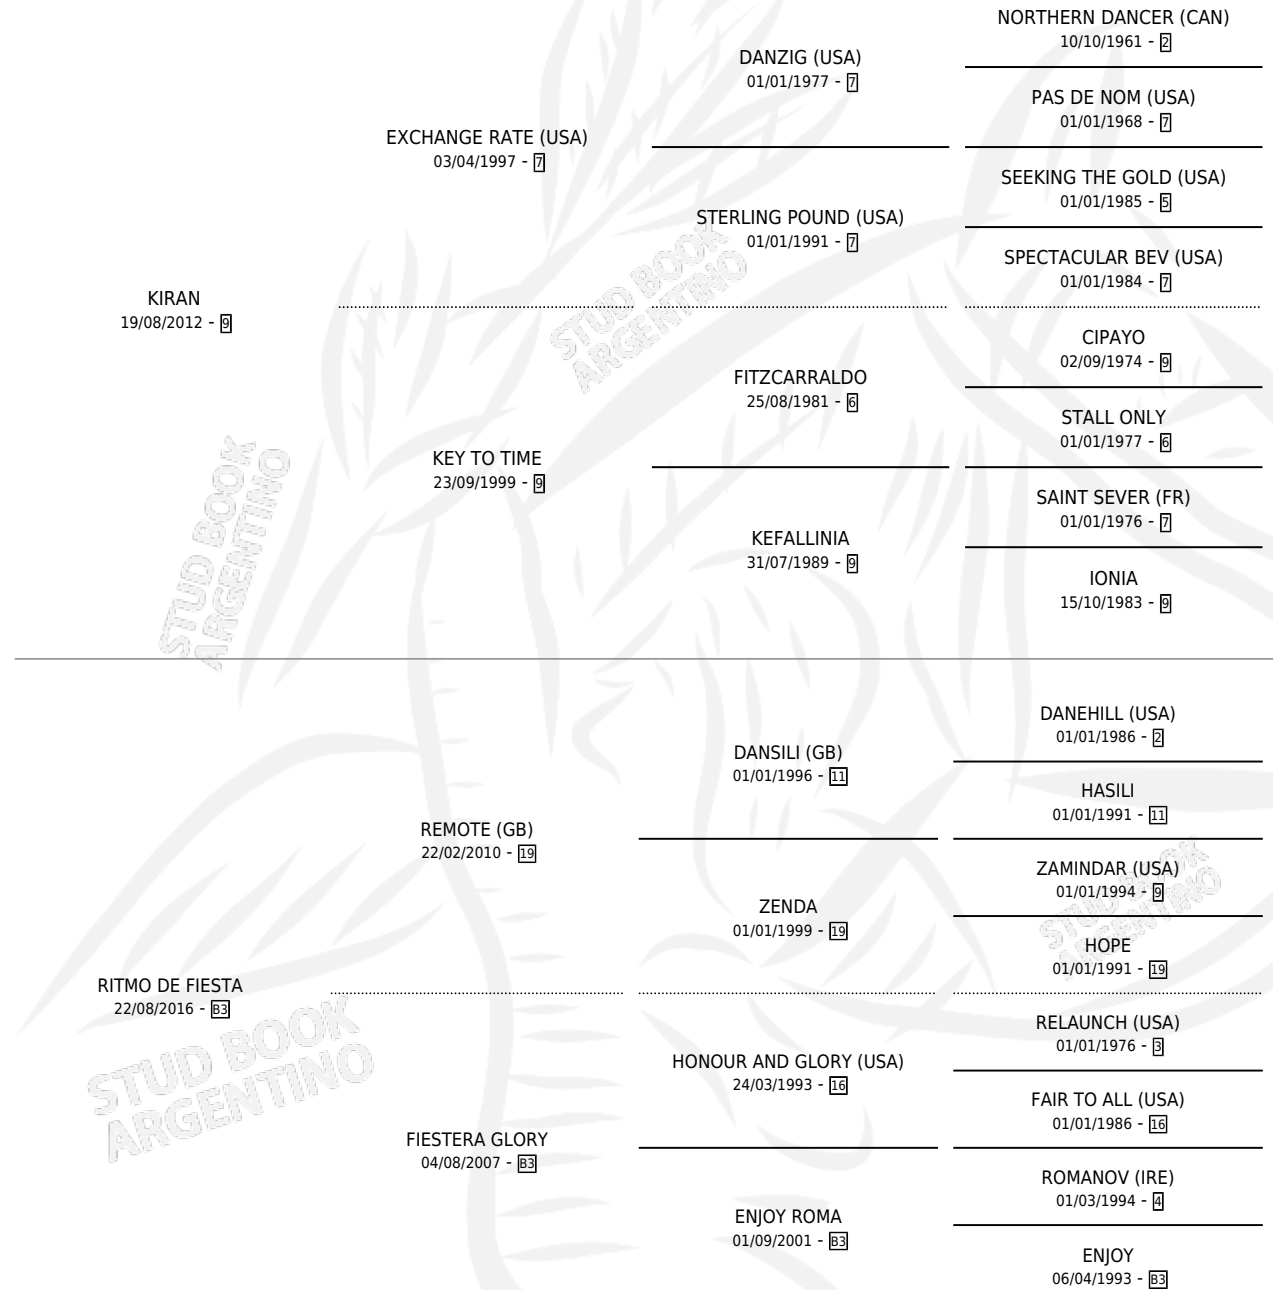 NORTHERN DANCER (CAN)
10/10/1961 - 2
DANZIG (USA)
01/01/1977 - 7
PAS DE NOM (USA)
01/01/1968 - 7
EXCHANGE RATE (USA)
03/04/1997 - 7
SEEKING THE GOLD (USA)
01/01/1985 - 5
STERLING POUND (USA)
01/01/1991 - 7
SPECTACULAR BEV (USA)
01/01/1984 - 7
KIRAN
19/08/2012 - 9
STUD BOOK
ARGENTINO
CIPAYO
02/09/1974 - 9
FITZCARRALDO
25/08/1981 - 6
STALL ONLY
01/01/1977 - 6
KEY TO TIME
23/09/1999 - 9
SAINT SEVER (FR)
01/01/1976 - 7
KEFALLINIA
31/07/1989 - 9
IONIA
15/10/1983 - 9
STUD BOOK
ARGENTINO
DANEHILL (USA)
01/01/1986 - 2
DANSILI (GB)
01/01/1996 - 11
HASILI
01/01/1991 - 11
REMOTE (GB)
22/02/2010 - 19
ZAMINDAR (USA)
01/01/1994 - 9
ZENDA
01/01/1999 - 19
HOPE
01/01/1991 - 19
STUD BOOK
ARGENTINO
RITMO DE FIESTA
22/08/2016 - B3
STUD BOOK
ARGENTINO
RELAUNCH (USA)
01/01/1976 - 3
HONOUR AND GLORY (USA)
24/03/1993 - 16
FAIR TO ALL (USA)
01/01/1986 - 16
FIESTERA GLORY
04/08/2007 - B3
ROMANOV (IRE)
01/03/1994 - 4
ENJOY ROMA
01/09/2001 - B3
ENJOY
06/04/1993 - B3